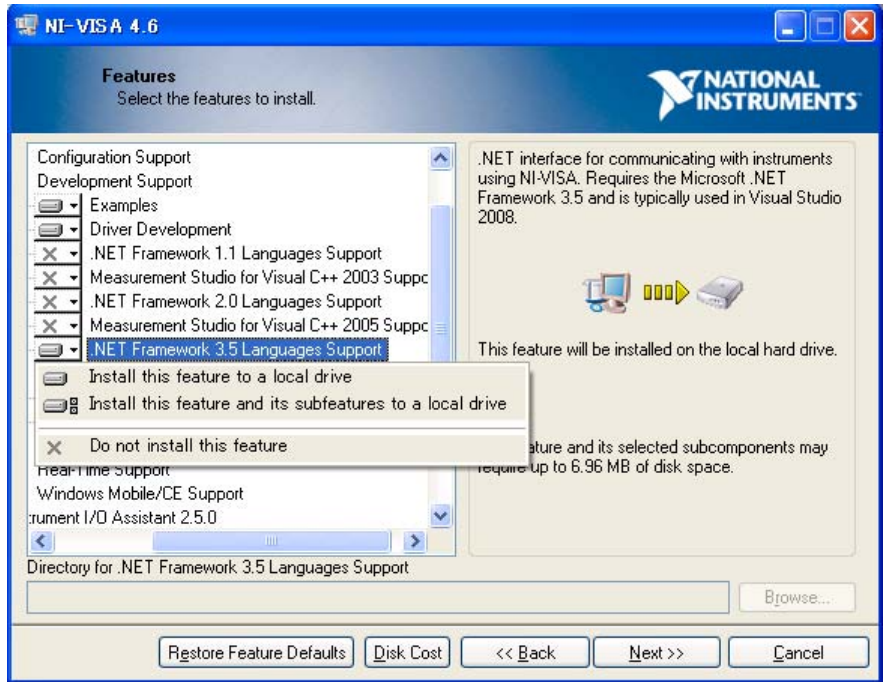 NI-VISA 4.6
Features
Select the features to install.
NATIONAL
INSTRUMENTS
Configuration Support
Development Support
Examples
Driver Development
.NET Framework 1.1 Languages Support
Measurement Studio for Visual C++ 2003 Suppc
.NET Framework 2.0 Languages Support
Measurement Studio for Visual C++ 2005 Suppc
.NET Framework 3.5 Languages Support
Install this feature to a local drive
Install this feature and its subfeatures to a local drive
Do not install this feature
Real-Time Support
Windows Mobile/CE Support
trument I/O Assistant 2.5.0
.NET interface for communicating with instruments
using NI-VISA. Requires the Microsoft .NET
Framework 3.5 and is typically used in Visual Studio
2008.
This feature will be installed on the local hard drive.
ature and its selected subcomponents may
require up to 6.96 MB of disk space.
Directory for .NET Framework 3.5 Languages Support
Browse...
Restore Feature Defaults
Disk Cost
<< Back
Next >>
Cancel